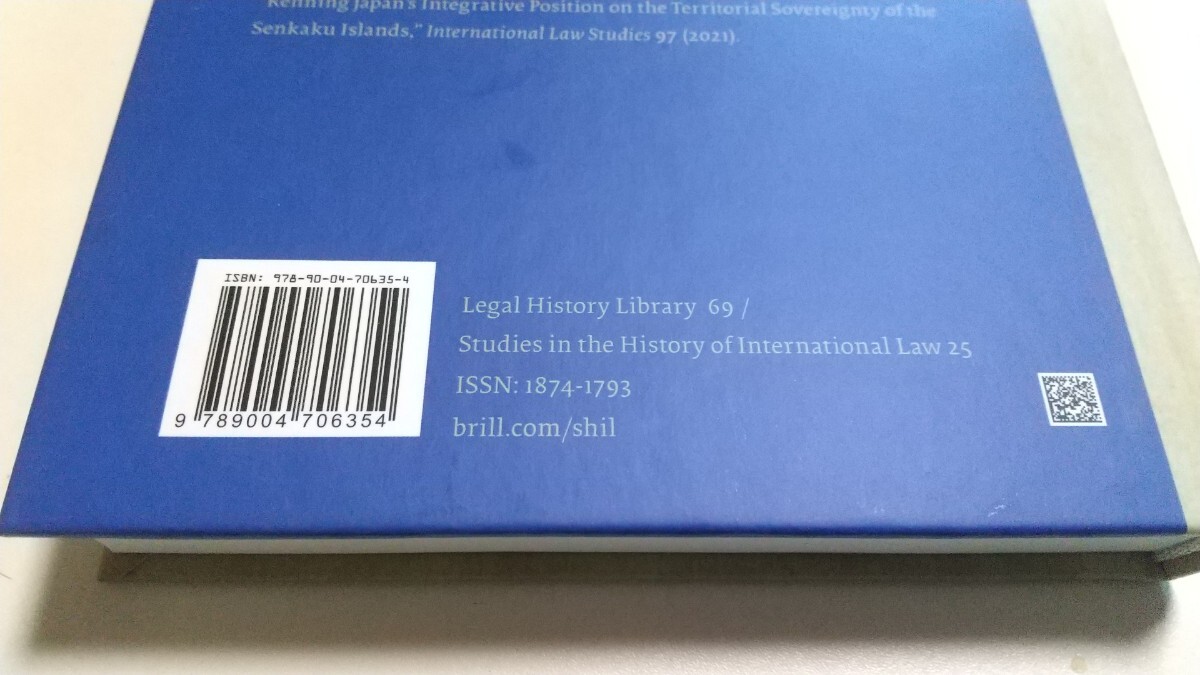 "Refining Japan's Integrative Position on the Territorial Sovereignty of the
Senkaku Islands," International Law Studies 97 (2021).
ISBN: 978-90-04-70635-4
9 789004 706354
Legal History Library 69 /
Studies in the History of International Law 25
ISSN: 1874-1793
brill.com/shil